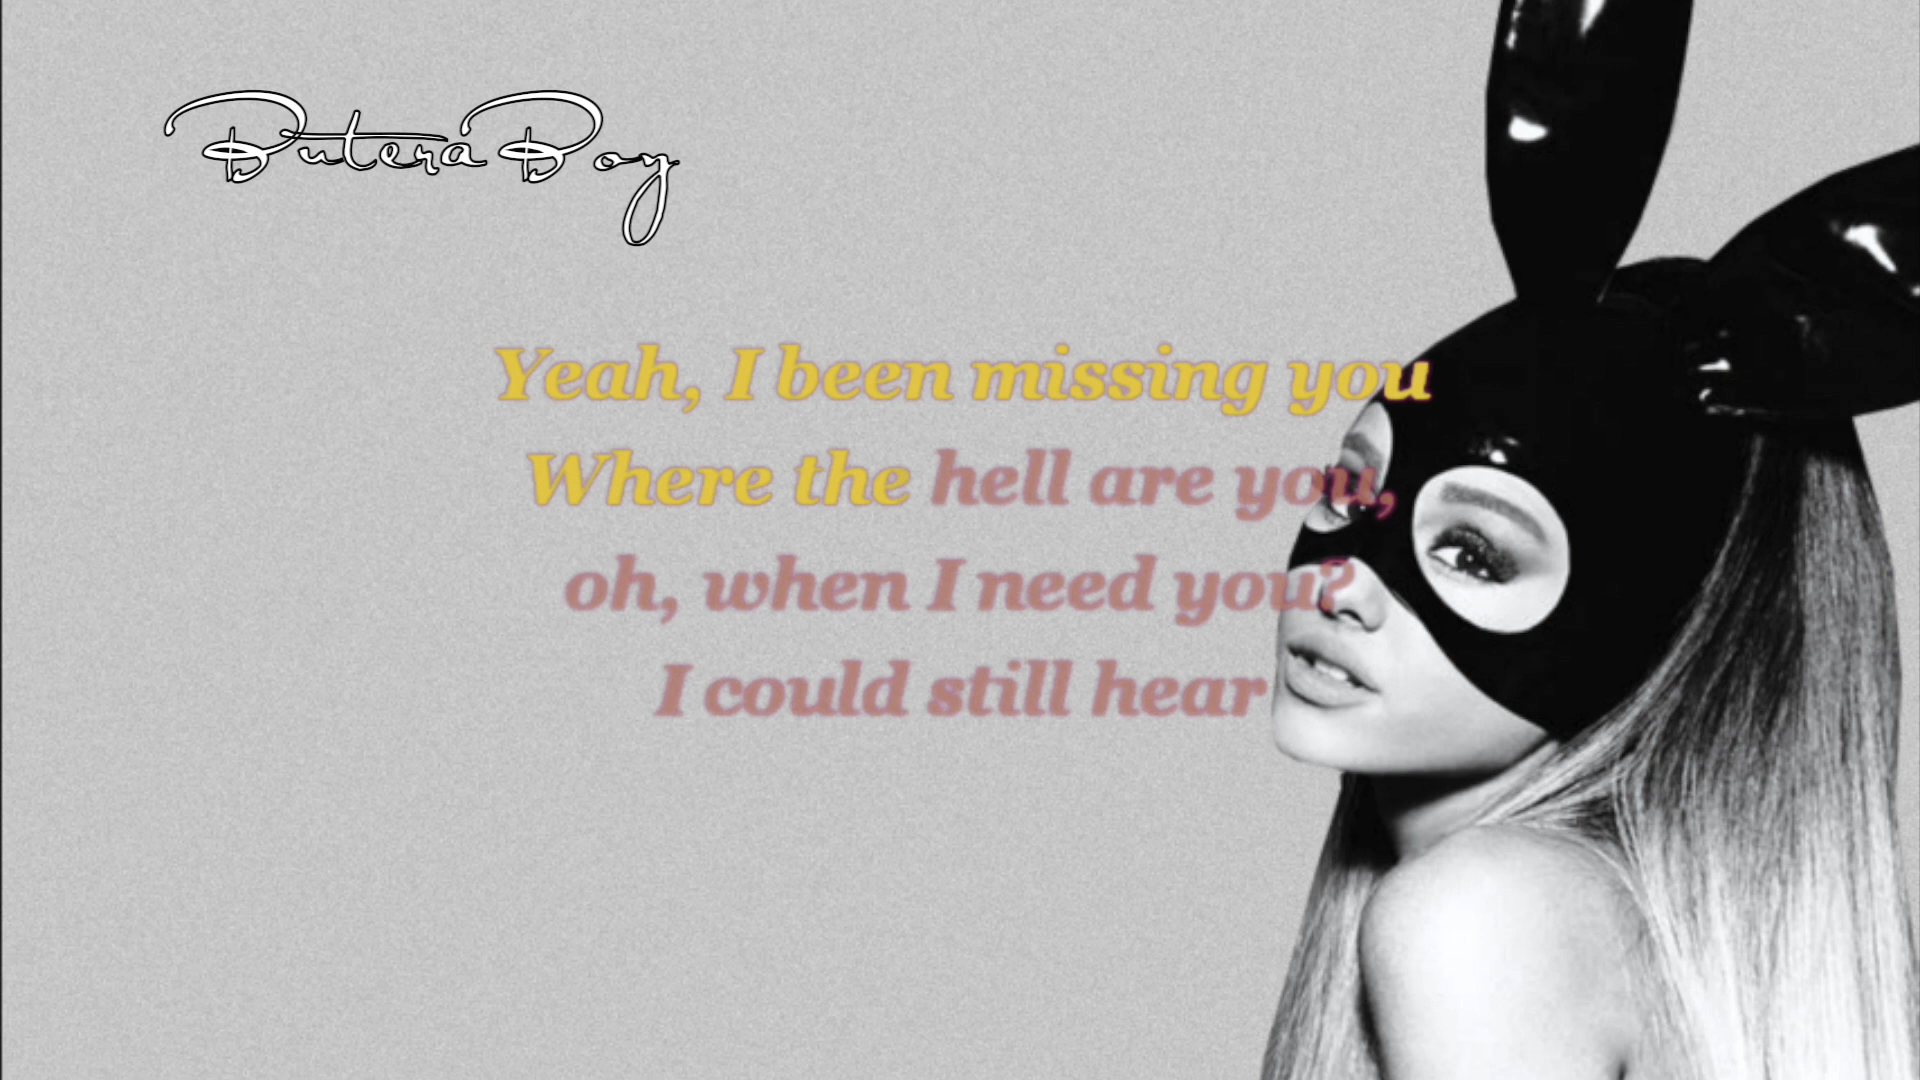 ButeraBoy
Yeah, I been missing you
Where the hell are you,
oh, when I need you?
I could still hear